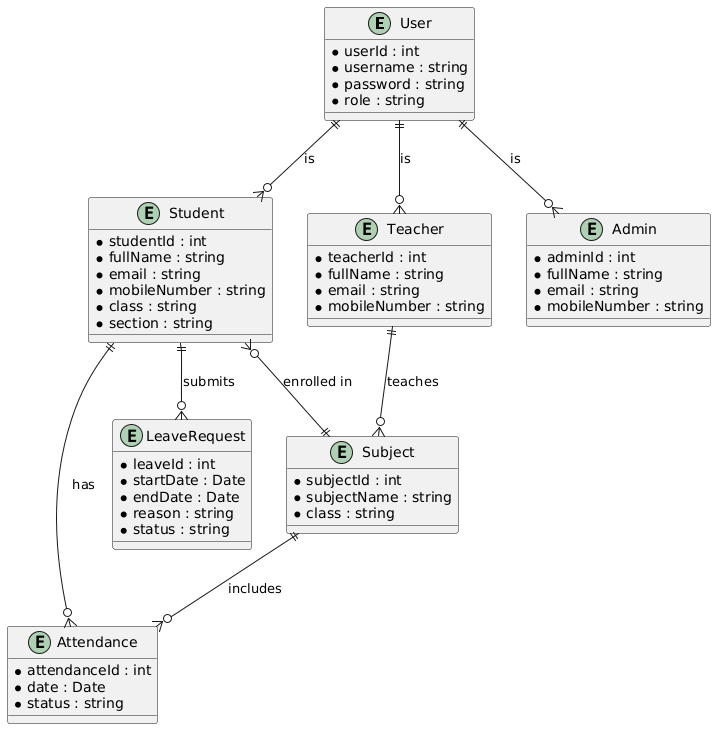 E User
userId : int
username : string
password : string
role : string
is
is
is
E Student
studentId : int
fullName : string
email : string
mobileNumber : string
class : string
section : string
E Teacher
teacherId : int
fullName : string
email : string
mobileNumber : string
E Admin
adminId : int
fullName : string
email : string
mobileNumber : string
submits
enrolled in
teaches
has
E LeaveRequest
leaveId : int
startDate : Date
endDate : Date
reason : string
status : string
E Subject
subjectId : int
subjectName : string
class : string
includes
E Attendance
attendanceId : int
date : Date
status : string